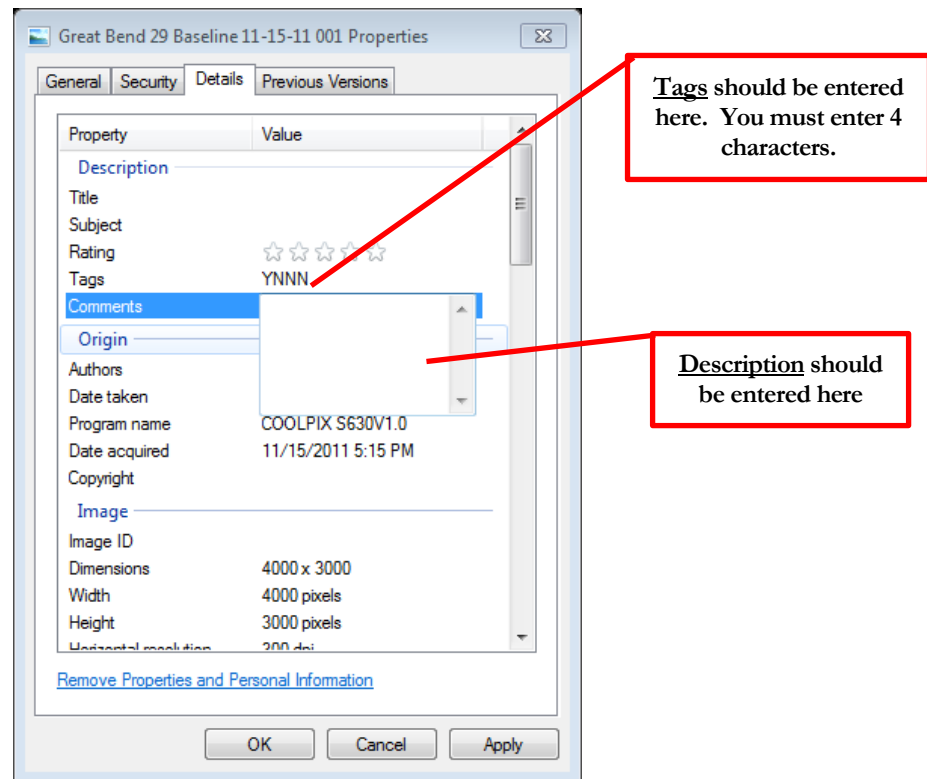 Great Bend 29 Baseline 11-15-11 001 Properties
General Security Details Previous Versions
Property Value
Description
Title
Subject
Rating
Tags YNNN
Comments
Origin
Authors
Date taken
Program name COOLPIX S630V1.0
Date acquired 11/15/2011 5:15 PM
Copyright
Image
Image ID
Dimensions 4000 x 3000
Width 4000 pixels
Height 3000 pixels
Horizontal resolution 300 dpi
Remove Properties and Personal Information
OK Cancel Apply
Tags should be entered
here. You must enter 4
characters.
Description should
be entered here